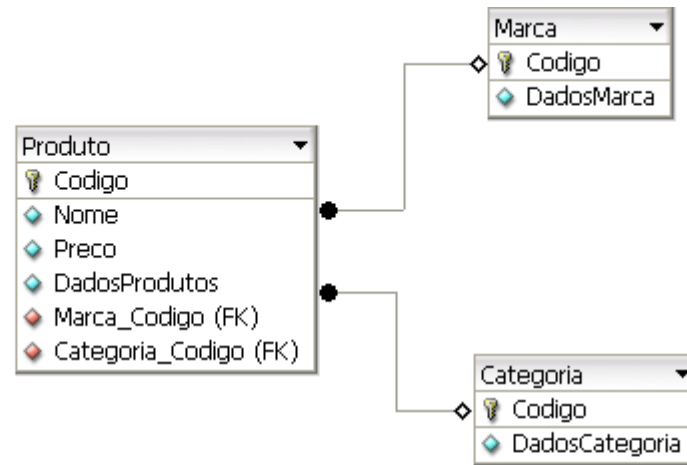 Marca
Codigo
DadosMarca
Produto
Codigo
Nome
Preco
DadosProdutos
Marca_Codigo (FK)
Categoria_Codigo (FK)
Categoria
Codigo
DadosCategoria